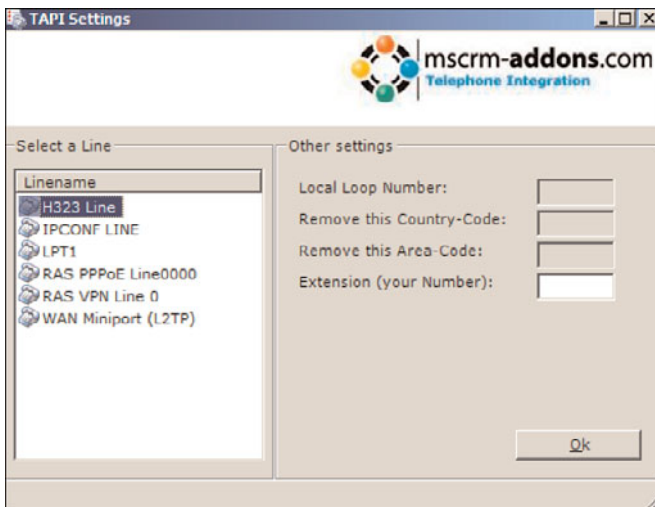 TAPI Settings
mscrm-addons.com
Telephone Integration
Select a Line
Linename
H323 Line
IPCONF LINE
LPT1
RAS PPPoE Line0000
RAS VPN Line 0
WAN Miniport (L2TP)
Other settings
Local Loop Number:
Remove this Country-Code:
Remove this Area-Code:
Extension (your Number):
Ok